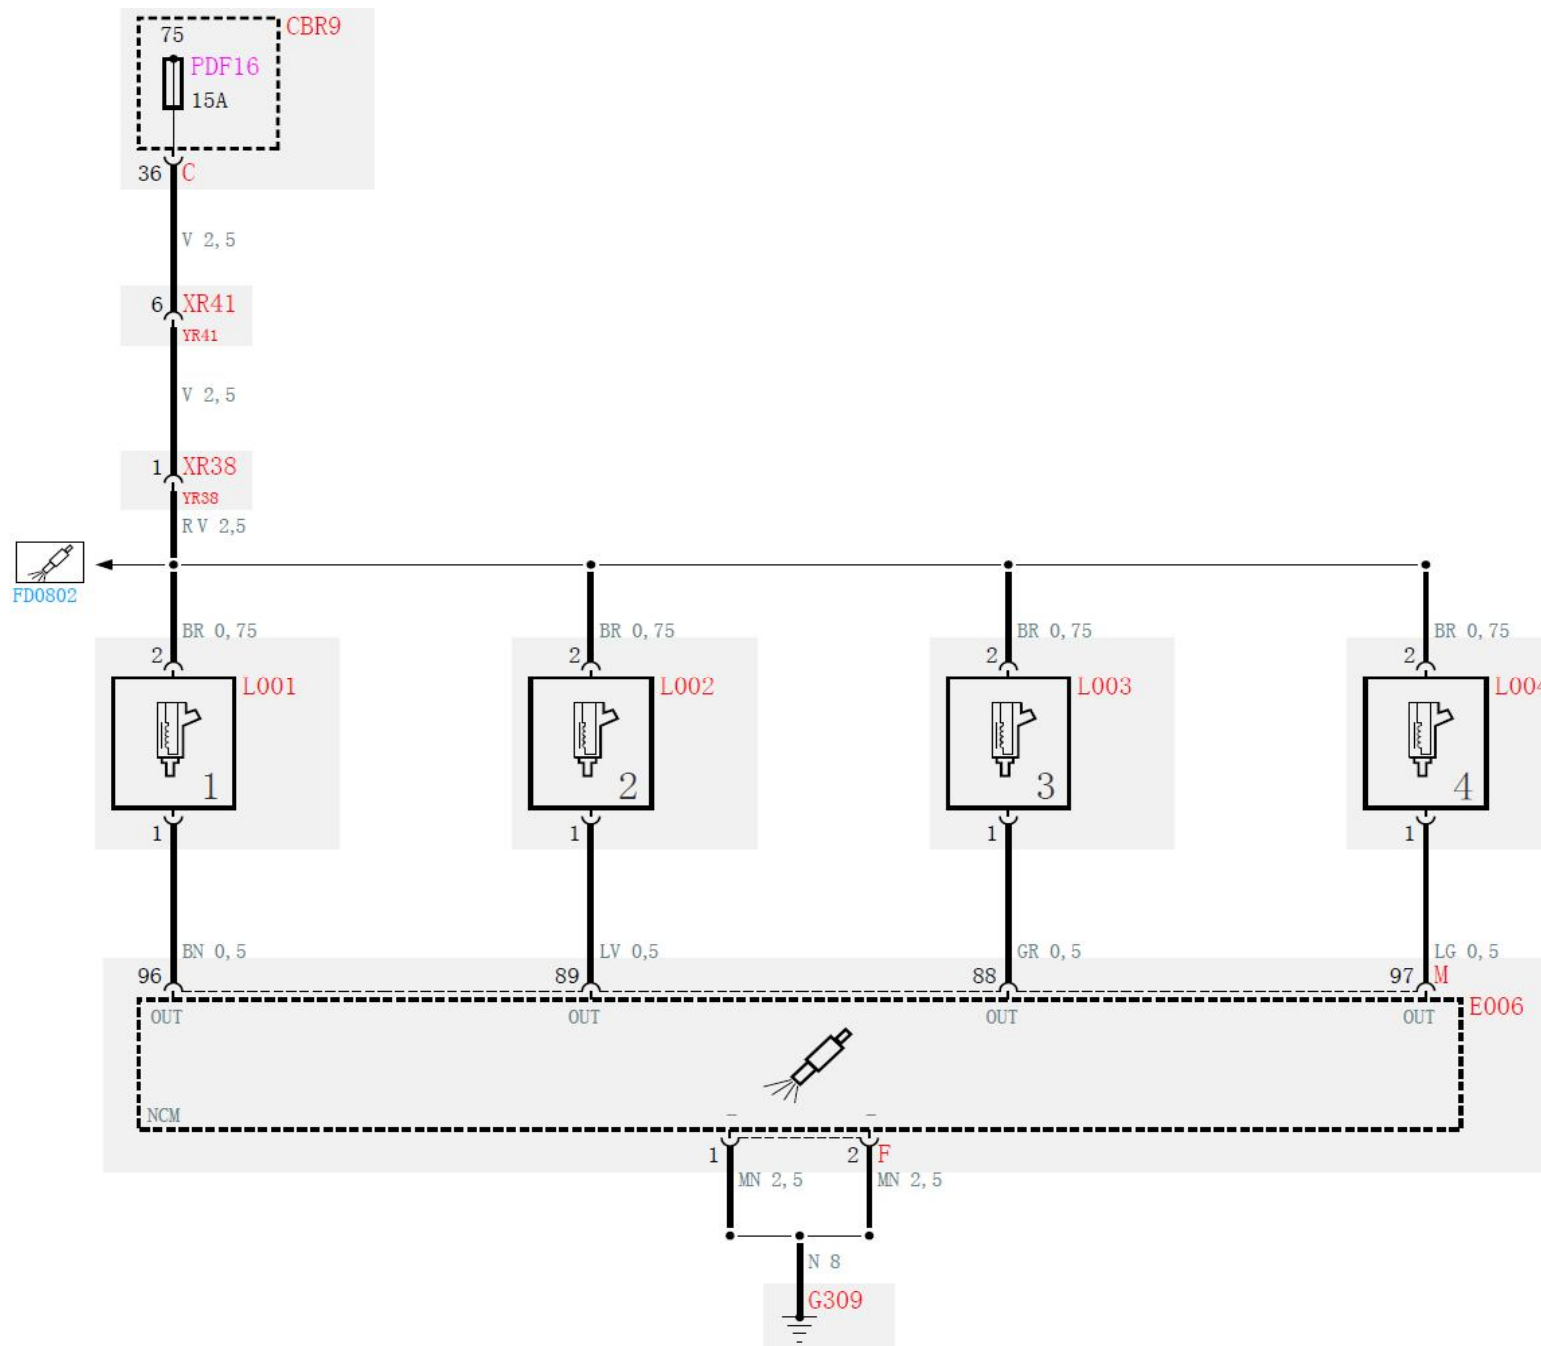 75
CBR9
PDF16
15A
36 C
V 2,5
6 XR41
YR41
V 2,5
1 XR38
YR38
RV 2,5
FD0802
BR 0,75 BR 0,75 BR 0,75 BR 0,75
2 2 2 2
L001 L002 L003 L004
1 2 3 4
1 1 1 1
BN 0,5 LV 0,5 GR 0,5 LG 0,5
96 89 88 97 M
OUT OUT OUT OUT E006
NCM
- -
1 2 F
MN 2,5 MN 2,5
N 8
G309